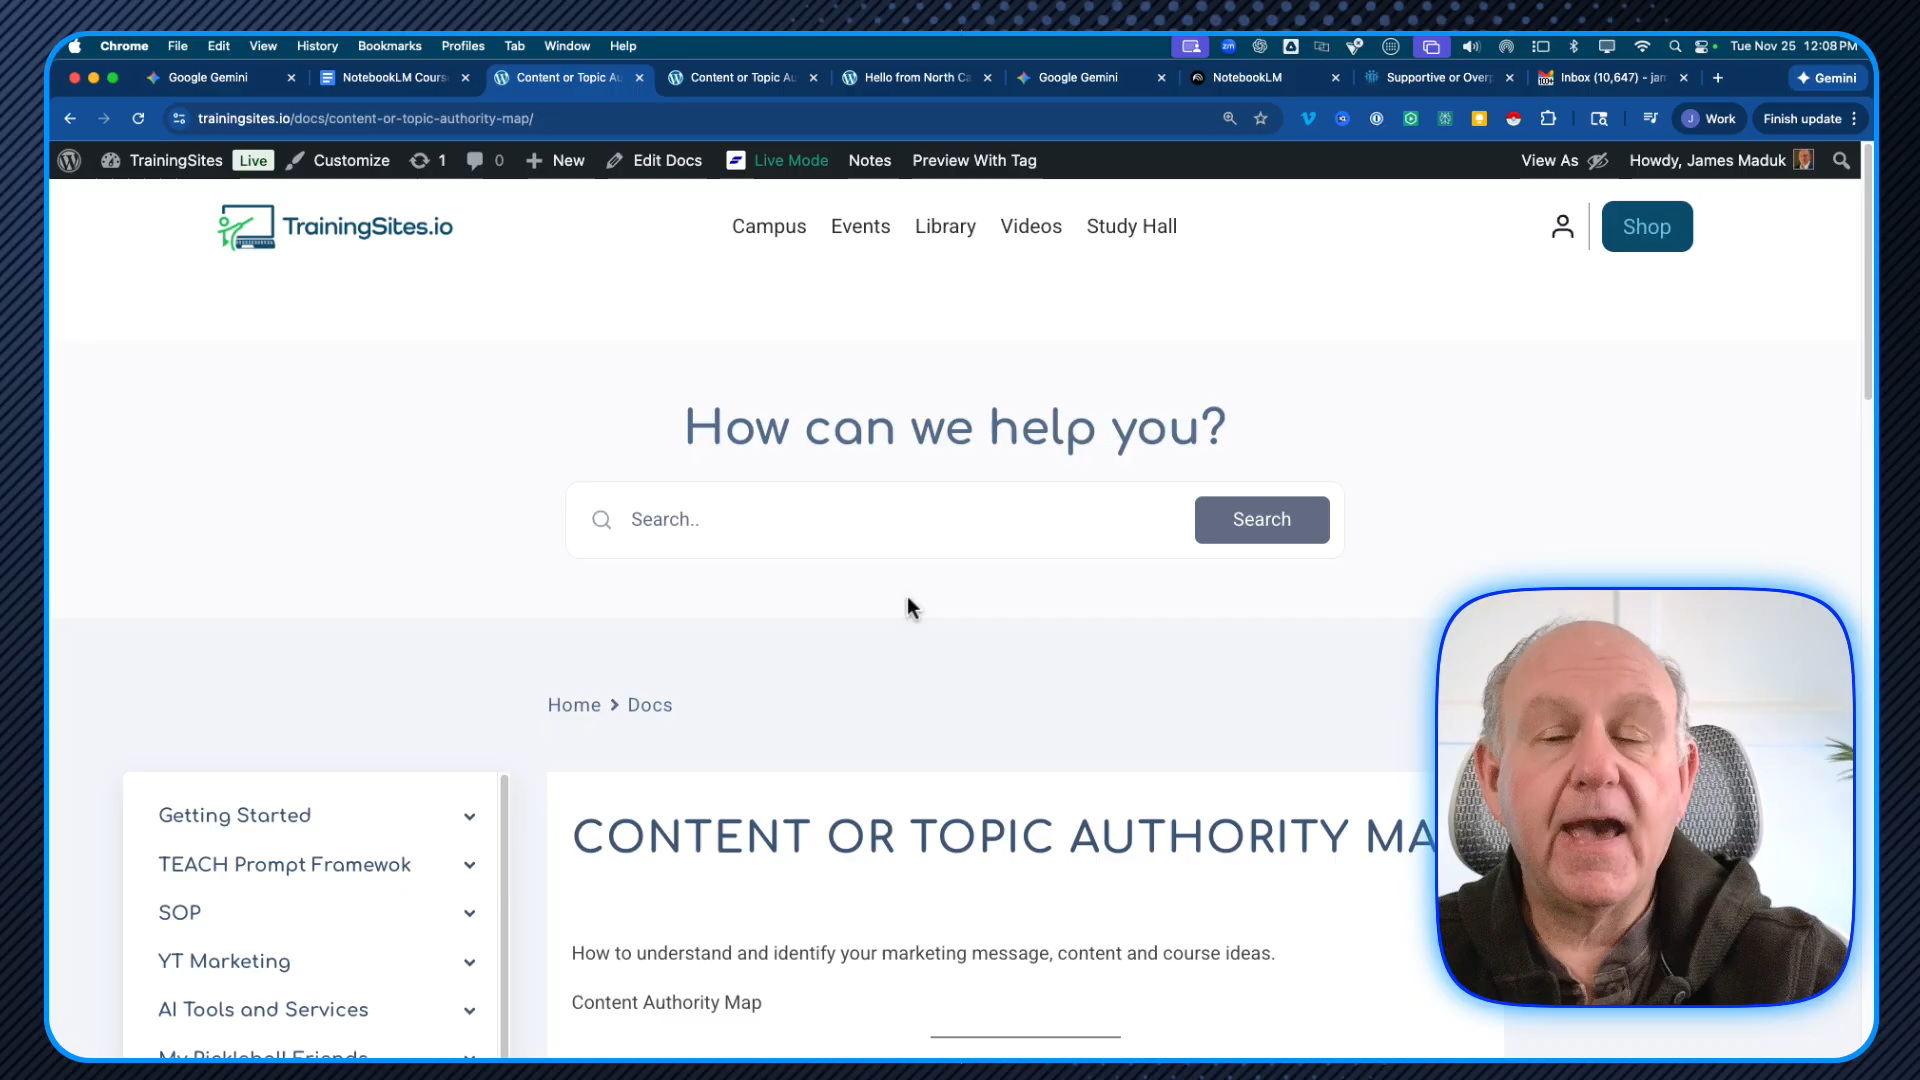 Chrome File Edit View History Bookmarks Profiles Tab Window Help zm Tue Nov 25 12:08 PM
Google Gemini NotebookLM Cours Content or Topic Au Content or Topic Au Hello from North Ca Google Gemini NotebookLM Supportive or Over Inbox (10,647) - jam Gemini
trainingsites.io/docs/content-or-topic-authority-map/ J Work Finish update
TrainingSites Live Customize 1 0 New Edit Docs Live Mode Notes Preview With Tag View As Howdy, James Maduk
TrainingSites.io Campus Events Library Videos Study Hall Shop
How can we help you?
Search.. Search
Home > Docs
Getting Started
TEACH Prompt Framewok
SOP
YT Marketing
AI Tools and Services
My Pickleball Friends
CONTENT OR TOPIC AUTHORITY MA
How to understand and identify your marketing message, content and course ideas.
Content Authority Map